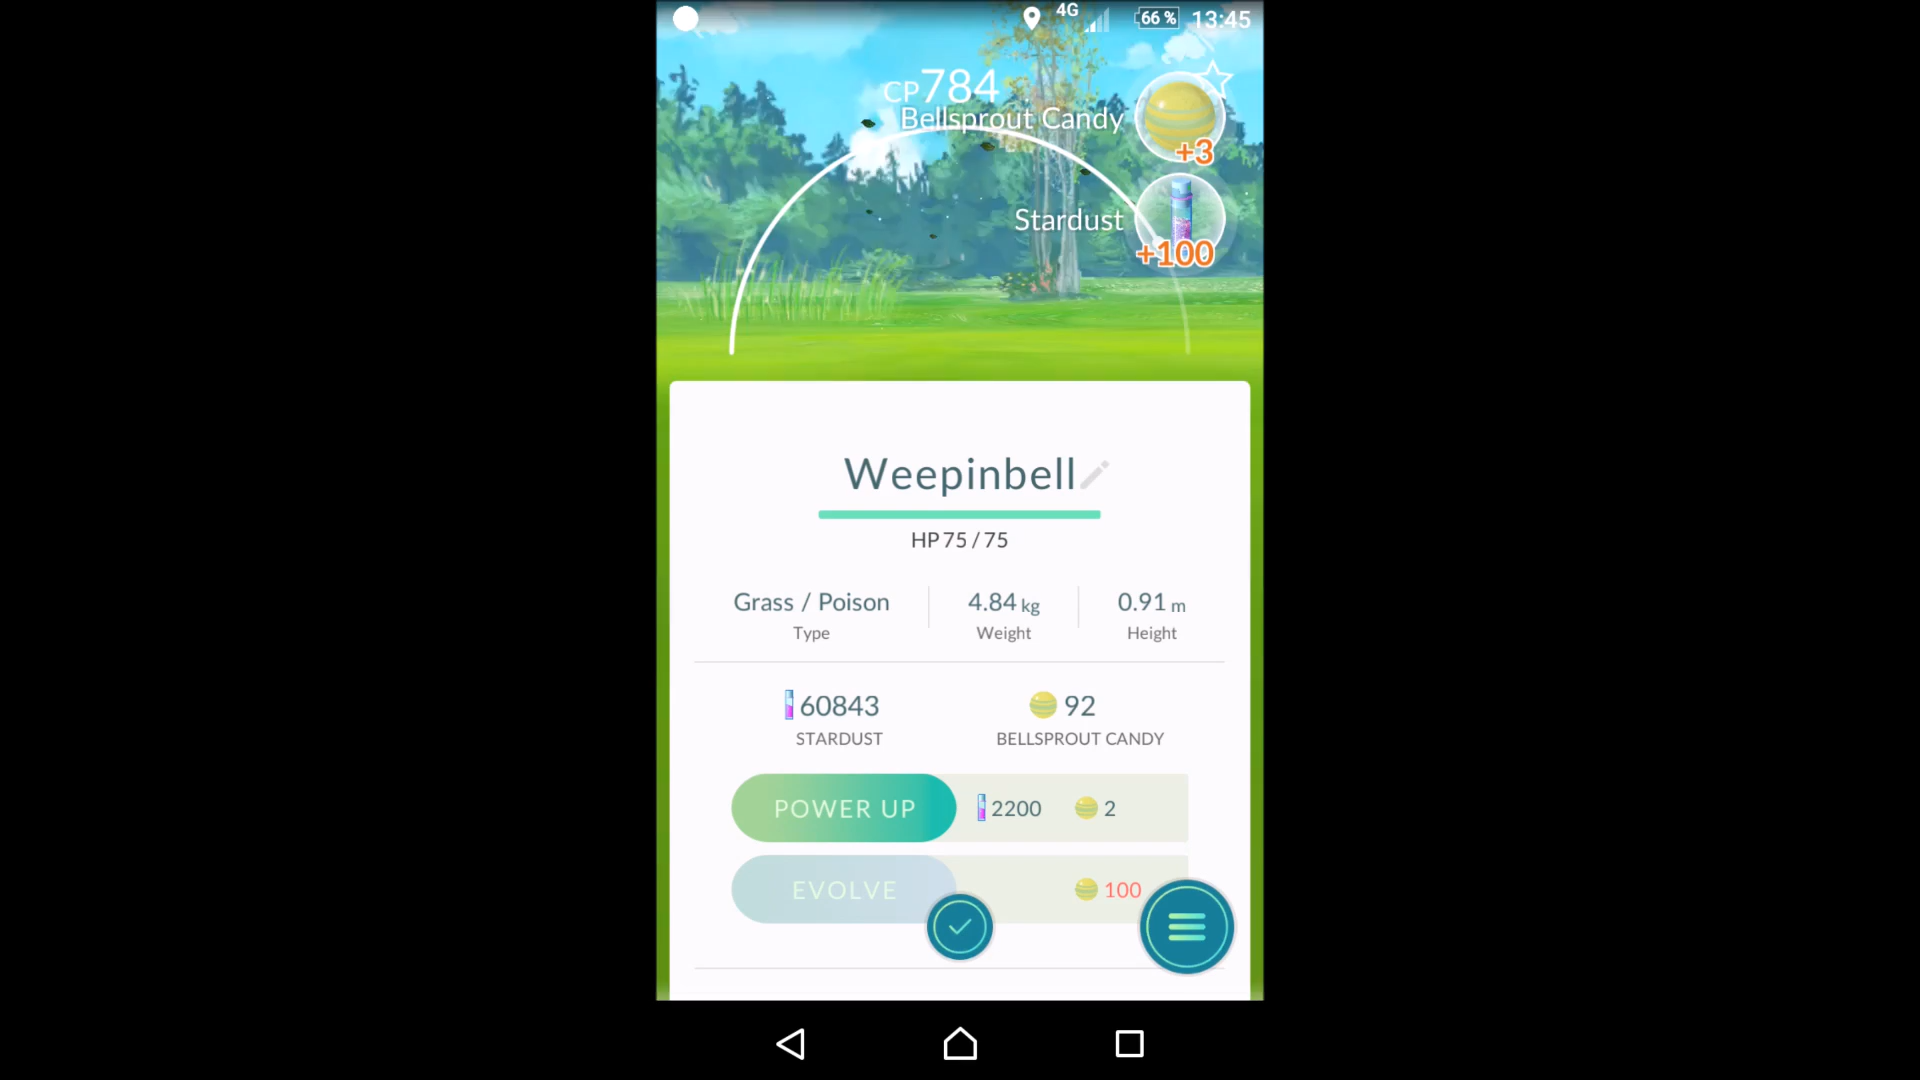 4G 66 % 13:45
CP784
Bellsprout Candy
+3
Stardust
+100
Weepinbell
HP 75 / 75
Grass / Poison 4.84 kg 0.91 m
Type Weight Height
60843 92
STARDUST BELLSPROUT CANDY
POWER UP 2200 2
EVOLVE 100